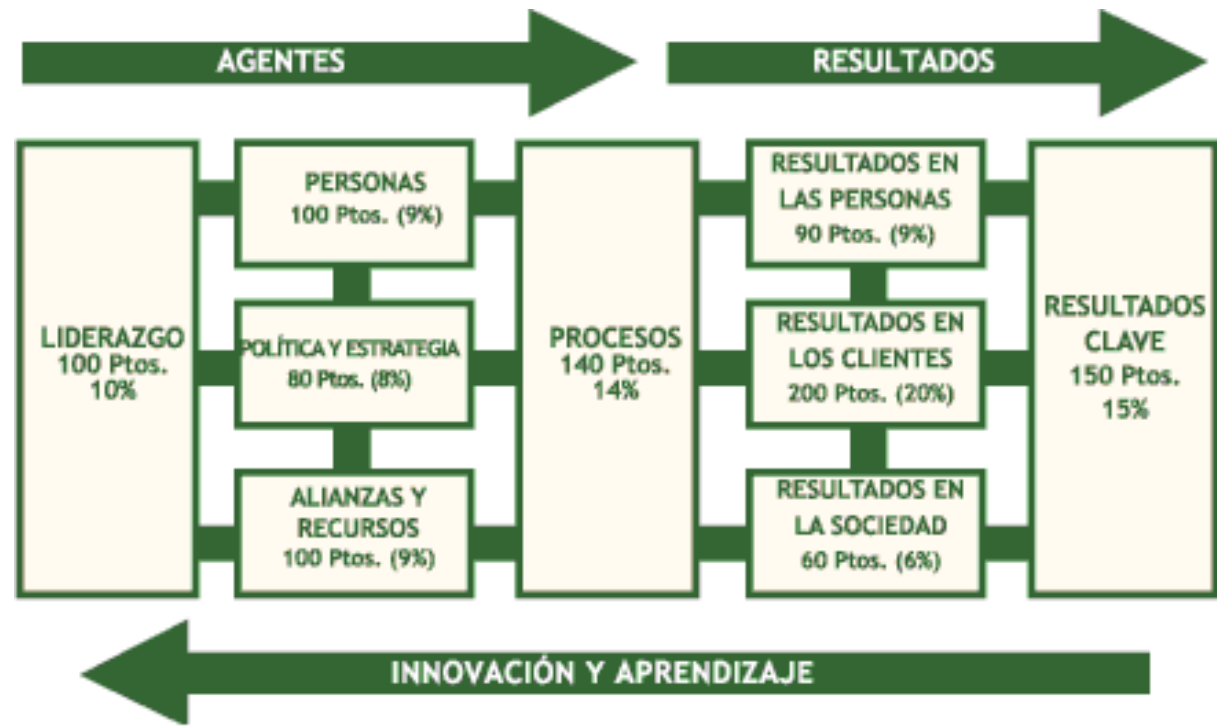 AGENTES
RESULTADOS
LIDERAZGO
100 Ptos.
10%
PERSONAS
100 Ptos. (9%)
POLÍTICA Y ESTRATEGIA
80 Ptos. (8%)
ALIANZAS Y
RECURSOS
100 Ptos. (9%)
PROCESOS
140 Ptos.
14%
RESULTADOS EN
LAS PERSONAS
90 Ptos. (9%)
RESULTADOS EN
LOS CLIENTES
200 Ptos. (20%)
RESULTADOS EN
LA SOCIEDAD
60 Ptos. (6%)
RESULTADOS
CLAVE
150 Ptos.
15%
INNOVACIÓN Y APRENDIZAJE